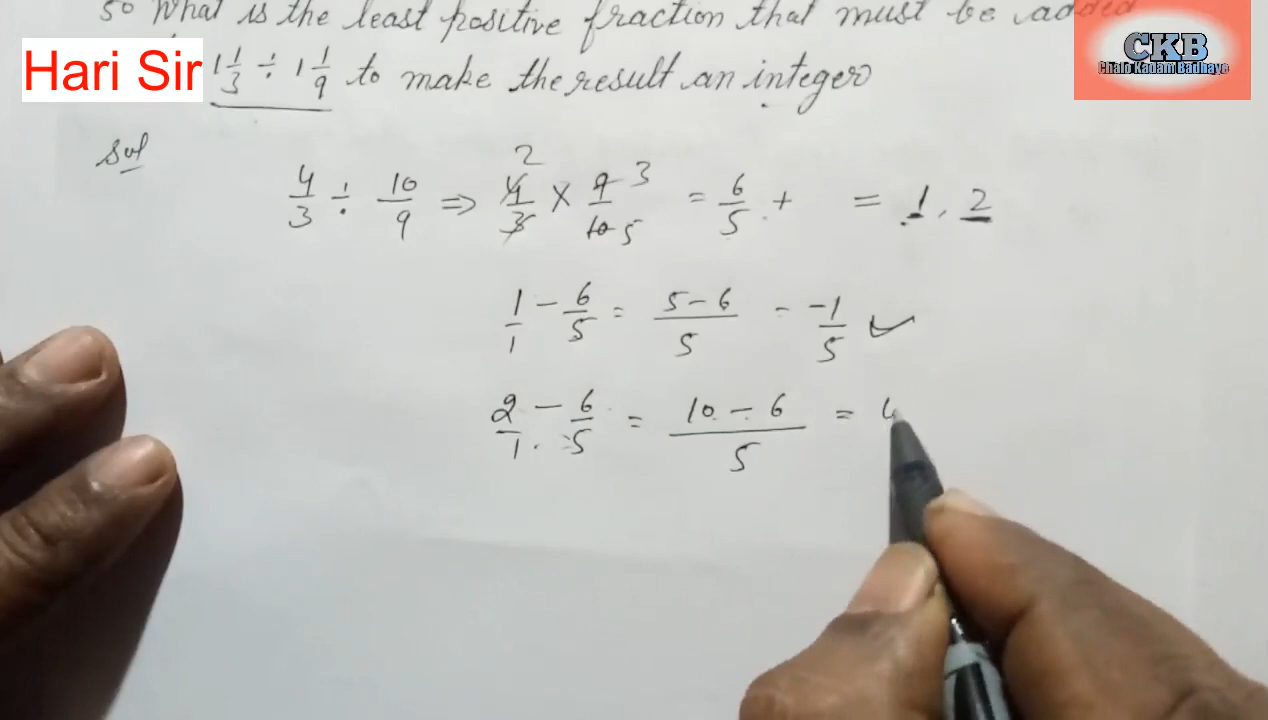 50 What is the least positive fraction that must be added
Hari Sir
1 1/3 ÷ 1 1/9 to make the result an integer
CKB
Chalo Kadam Badhaye
Sol
4/3 ÷ 10/9 ⇒ 4/3 2 × 9/10 3 5 = 6/5 + = 1, 2
1/1 - 6/5 = 5-6/5 - -1/5 ✓
2/1 - 6/5 = 10-6/5 = 4